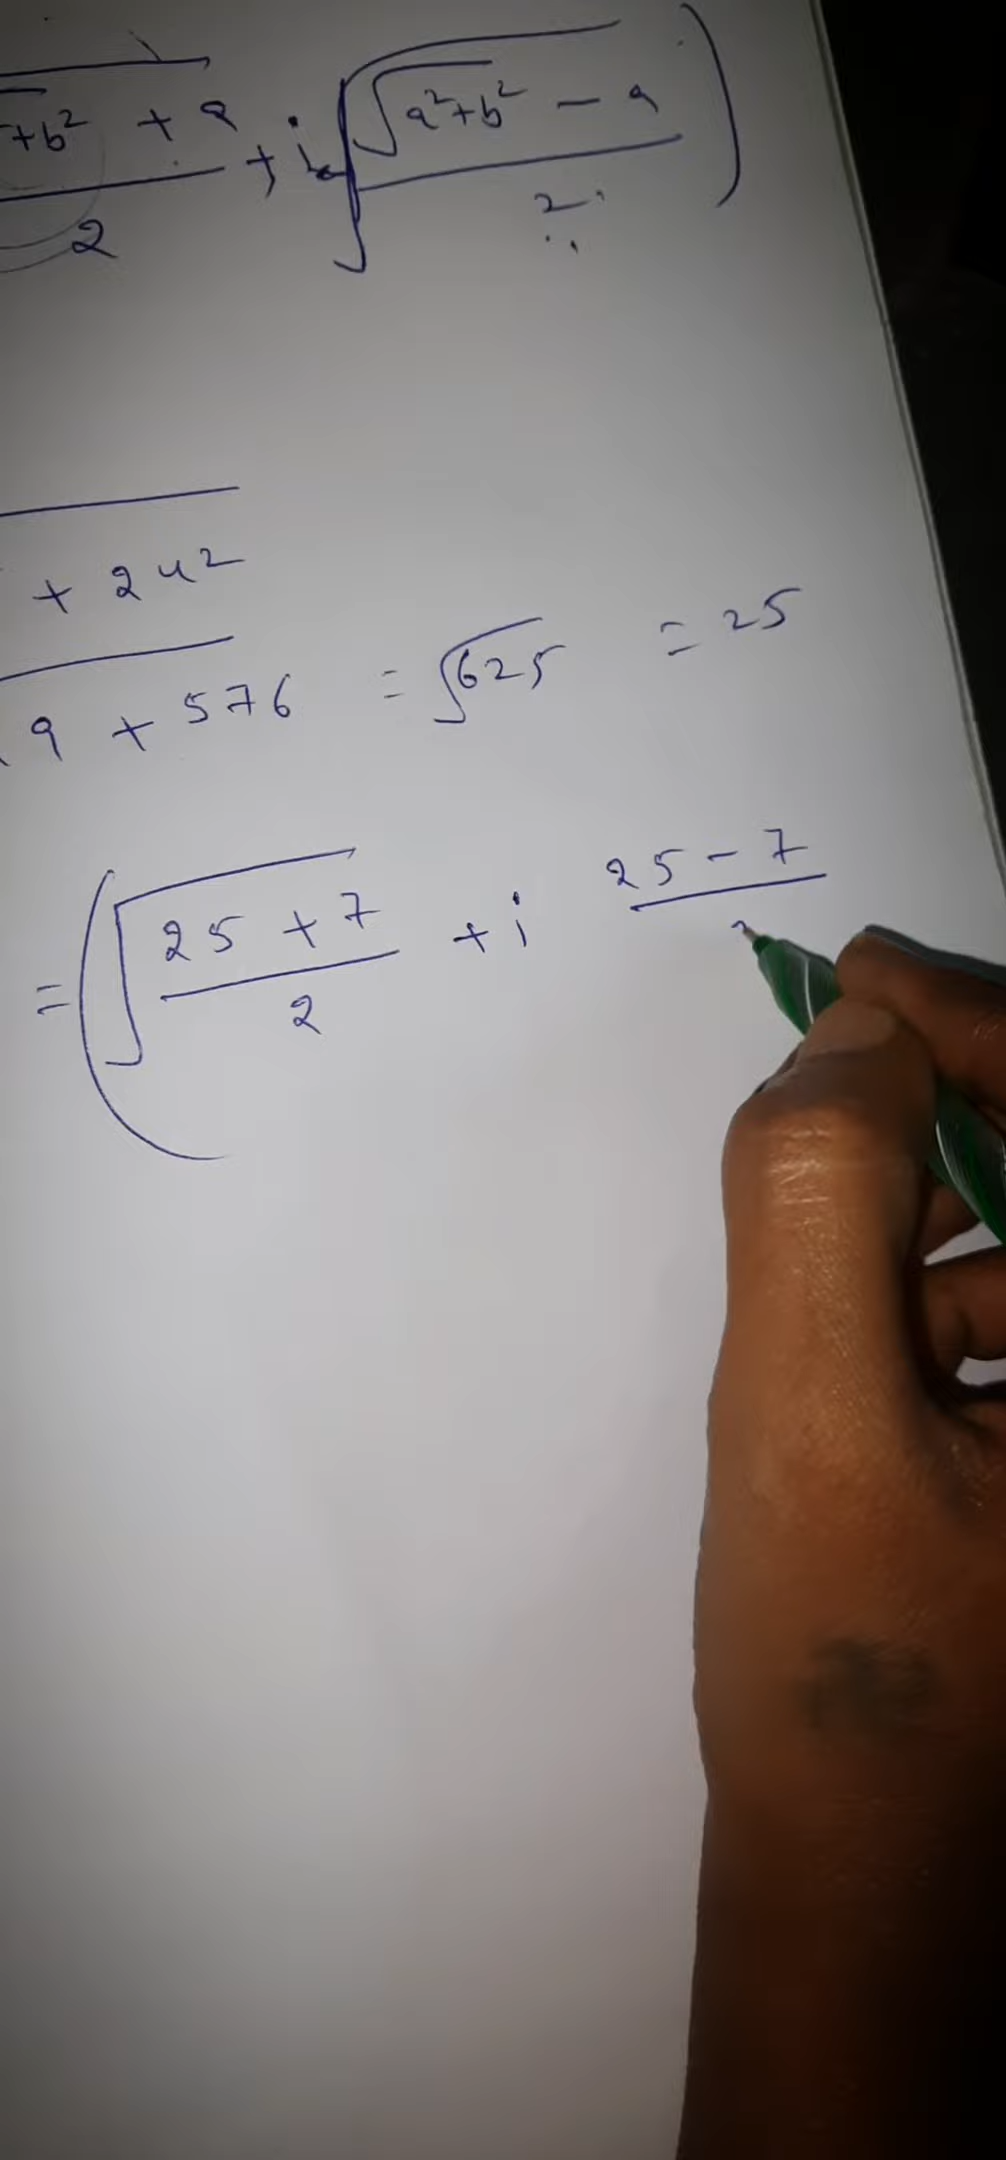 +b² + a / 2 + i √((√(a²+b²) − a) / 2)
+ 24²
9 + 576 = √625 = 25
= (√((25 + 7) / 2) + i (25 − 7) /